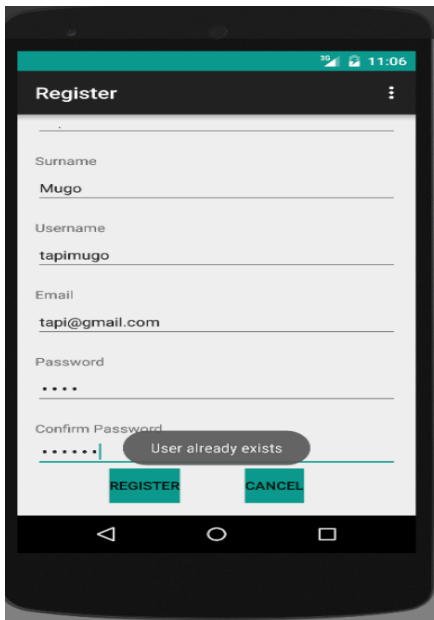 3G 11:06
Register
Surname
Mugo
Username
tapimugo
Email
tapi@gmail.com
Password
••••
Confirm Password
••••••
User already exists
REGISTER CANCEL